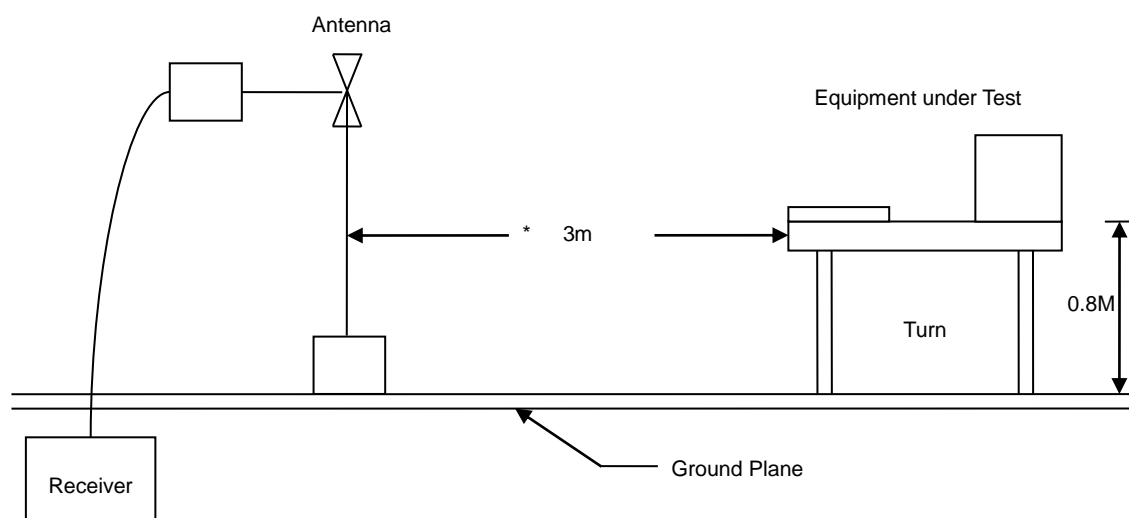 Antenna
Equipment under Test
* 3m
0.8M
Turn
Ground Plane
Receiver